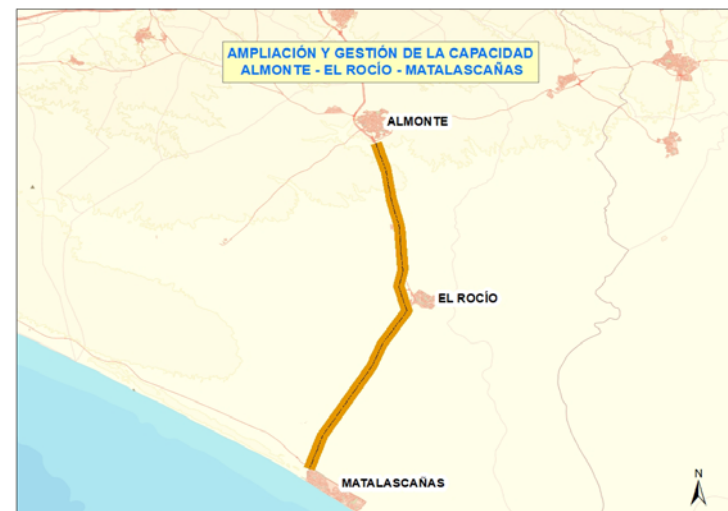 AMPLIACIÓN Y GESTIÓN DE LA CAPACIDAD
ALMONTE - EL ROCÍO - MATALASCAÑAS
ALMONTE
EL ROCÍO
MATALASCAÑAS
N